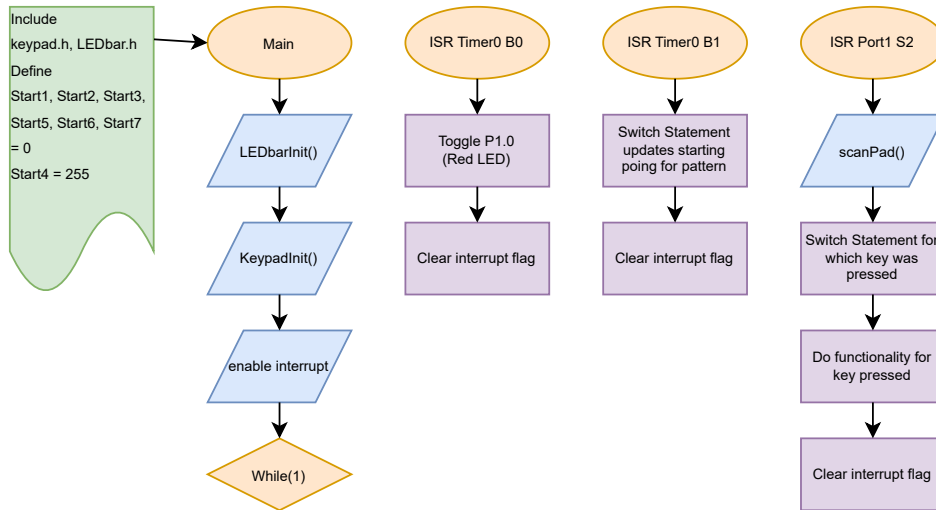 Include
keypad.h, LEDbar.h
Define
Start1, Start2, Start3,
Start5, Start6, Start7
= 0
Start4 = 255
Main
LEDbarInit()
KeypadInit()
enable interrupt
While(1)
ISR Timer0 B0
Toggle P1.0
(Red LED)
Clear interrupt flag
ISR Timer0 B1
Switch Statement
updates starting
poing for pattern
Clear interrupt flag
ISR Port1 S2
scanPad()
Switch Statement for
which key was
pressed
Do functionality for
key pressed
Clear interrupt flag